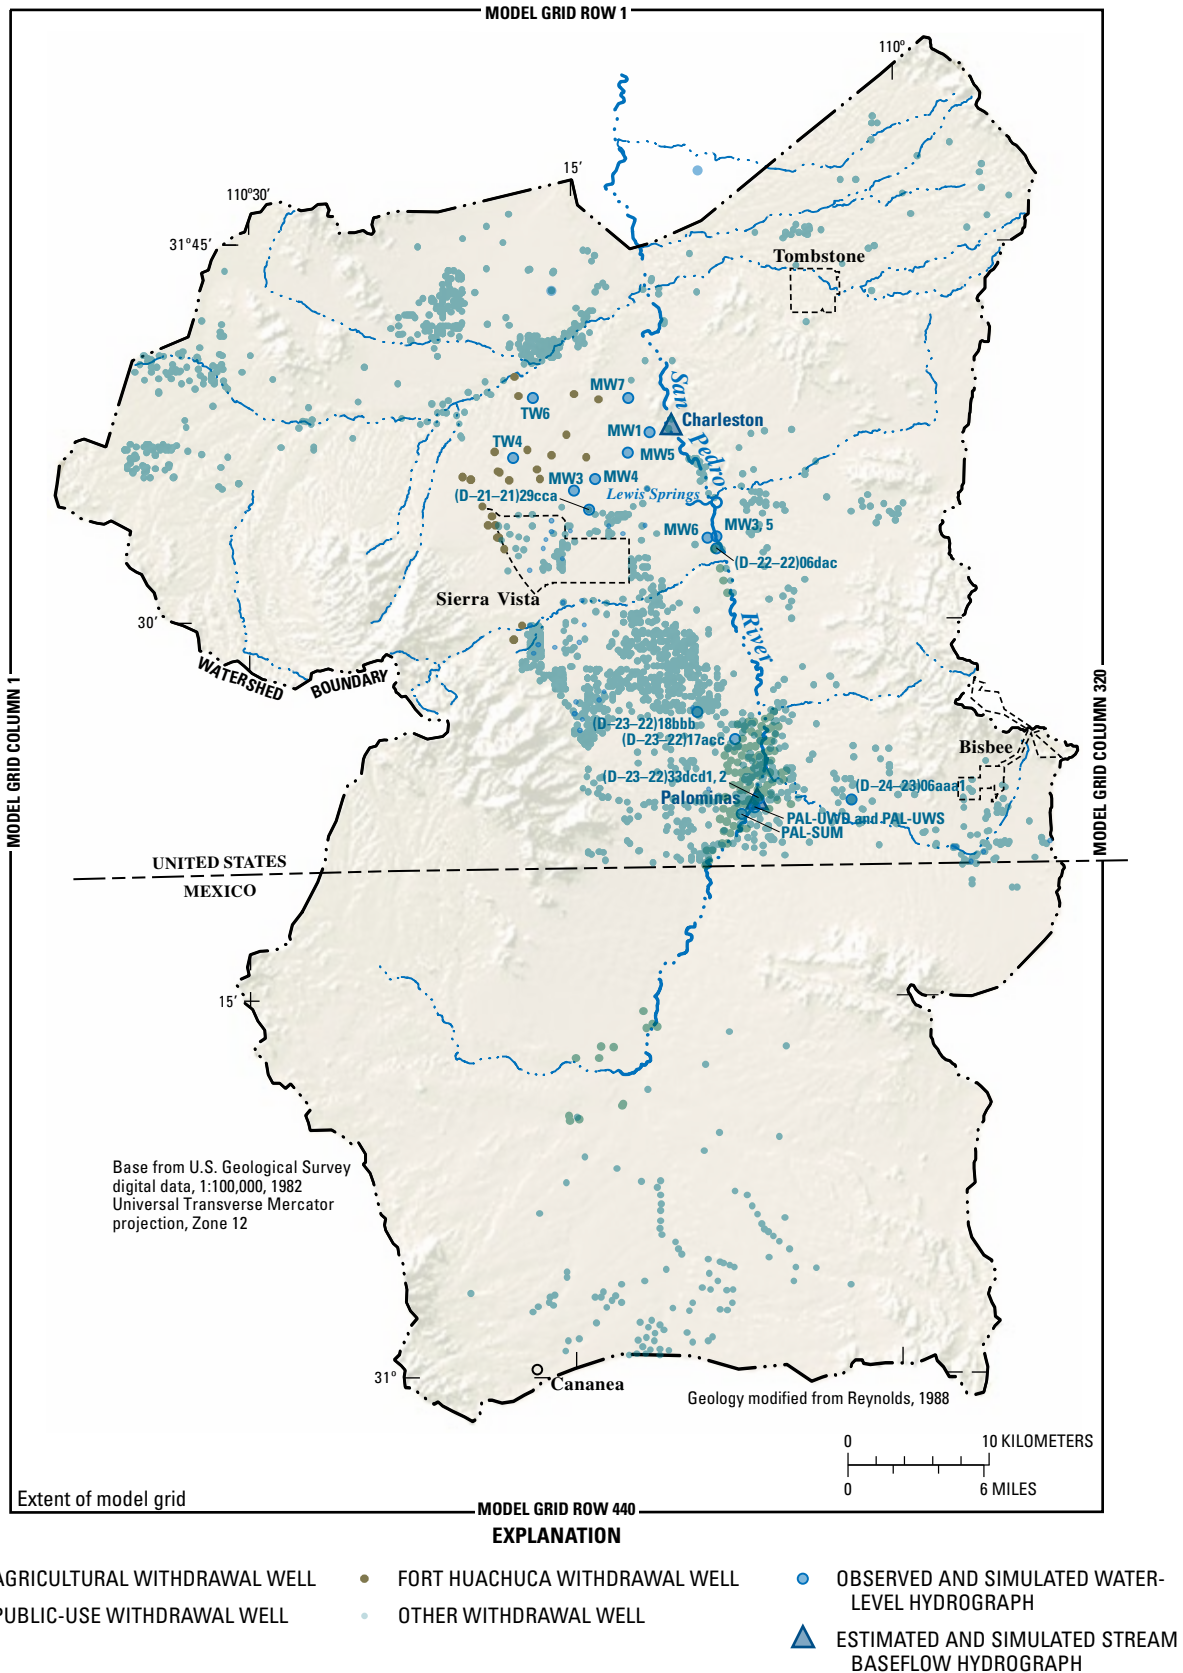 MODEL GRID ROW 1
110°
15'
110°30'
31°45'
Tombstone
MW7
TW6
San
Pedro
River
Charleston
MW1
TW4
MW5
MW3
MW4
(D–21–21)29cca
Lewis Springs
MW6
MW3, 5
(D–22–22)06dac
Sierra Vista
30'
WATERSHED BOUNDARY
MODEL GRID COLUMN 1
MODEL GRID COLUMN 320
(D–23–22)18bbb
(D–23–22)17acc
Bisbee
(D–23–22)33dcd1, 2
(D–24–23)06aaa1
Palominas
PAL-UWD and PAL-UWS
PAL-SUM
UNITED STATES
MEXICO
15'
Base from U.S. Geological Survey
digital data, 1:100,000, 1982
Universal Transverse Mercator
projection, Zone 12
31°
Cananea
Geology modified from Reynolds, 1988
0 10 KILOMETERS
0 6 MILES
Extent of model grid
MODEL GRID ROW 440
EXPLANATION
AGRICULTURAL WITHDRAWAL WELL
PUBLIC-USE WITHDRAWAL WELL
FORT HUACHUCA WITHDRAWAL WELL
OTHER WITHDRAWAL WELL
OBSERVED AND SIMULATED WATER-
LEVEL HYDROGRAPH
ESTIMATED AND SIMULATED STREAM
BASEFLOW HYDROGRAPH